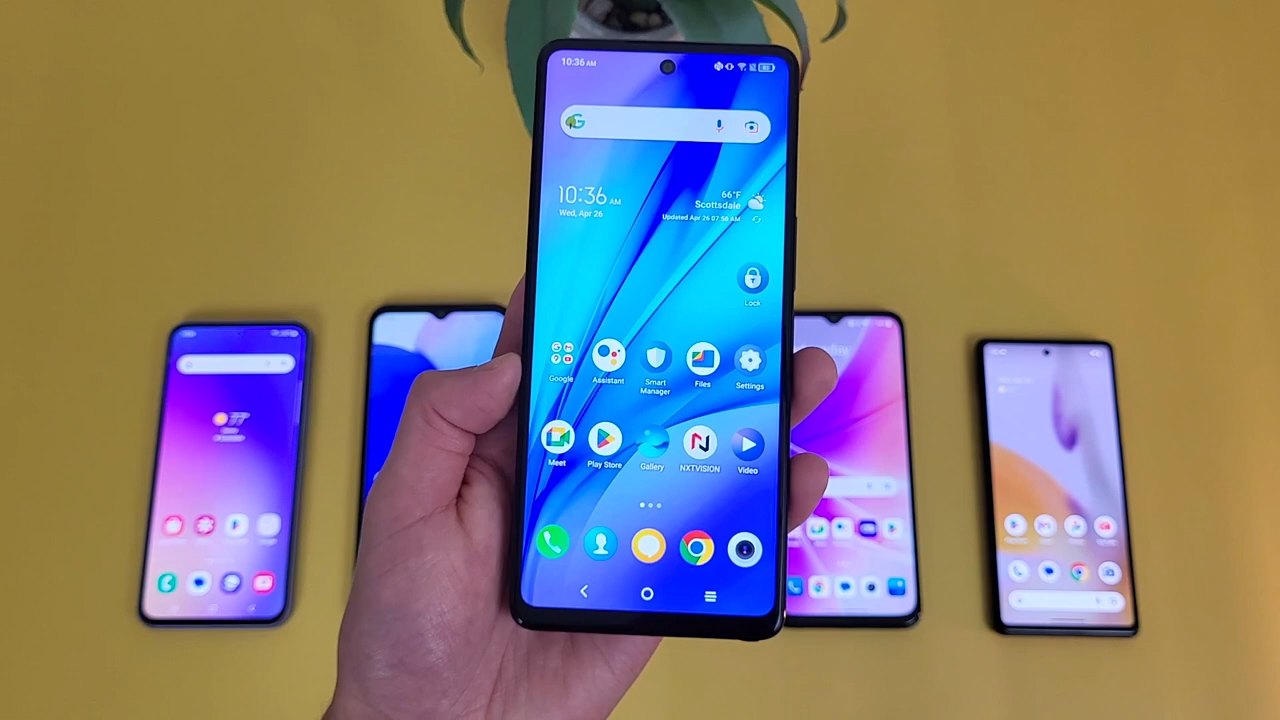 10:36 AM
10:36 AM
Wed, Apr 26
66°F
Scottsdale
Updated Apr 26 07:56 AM
Lock
Google
Assistant
Smart
Manager
Files
Settings
Meet
Play Store
Gallery
NXTVISION
Video
77°